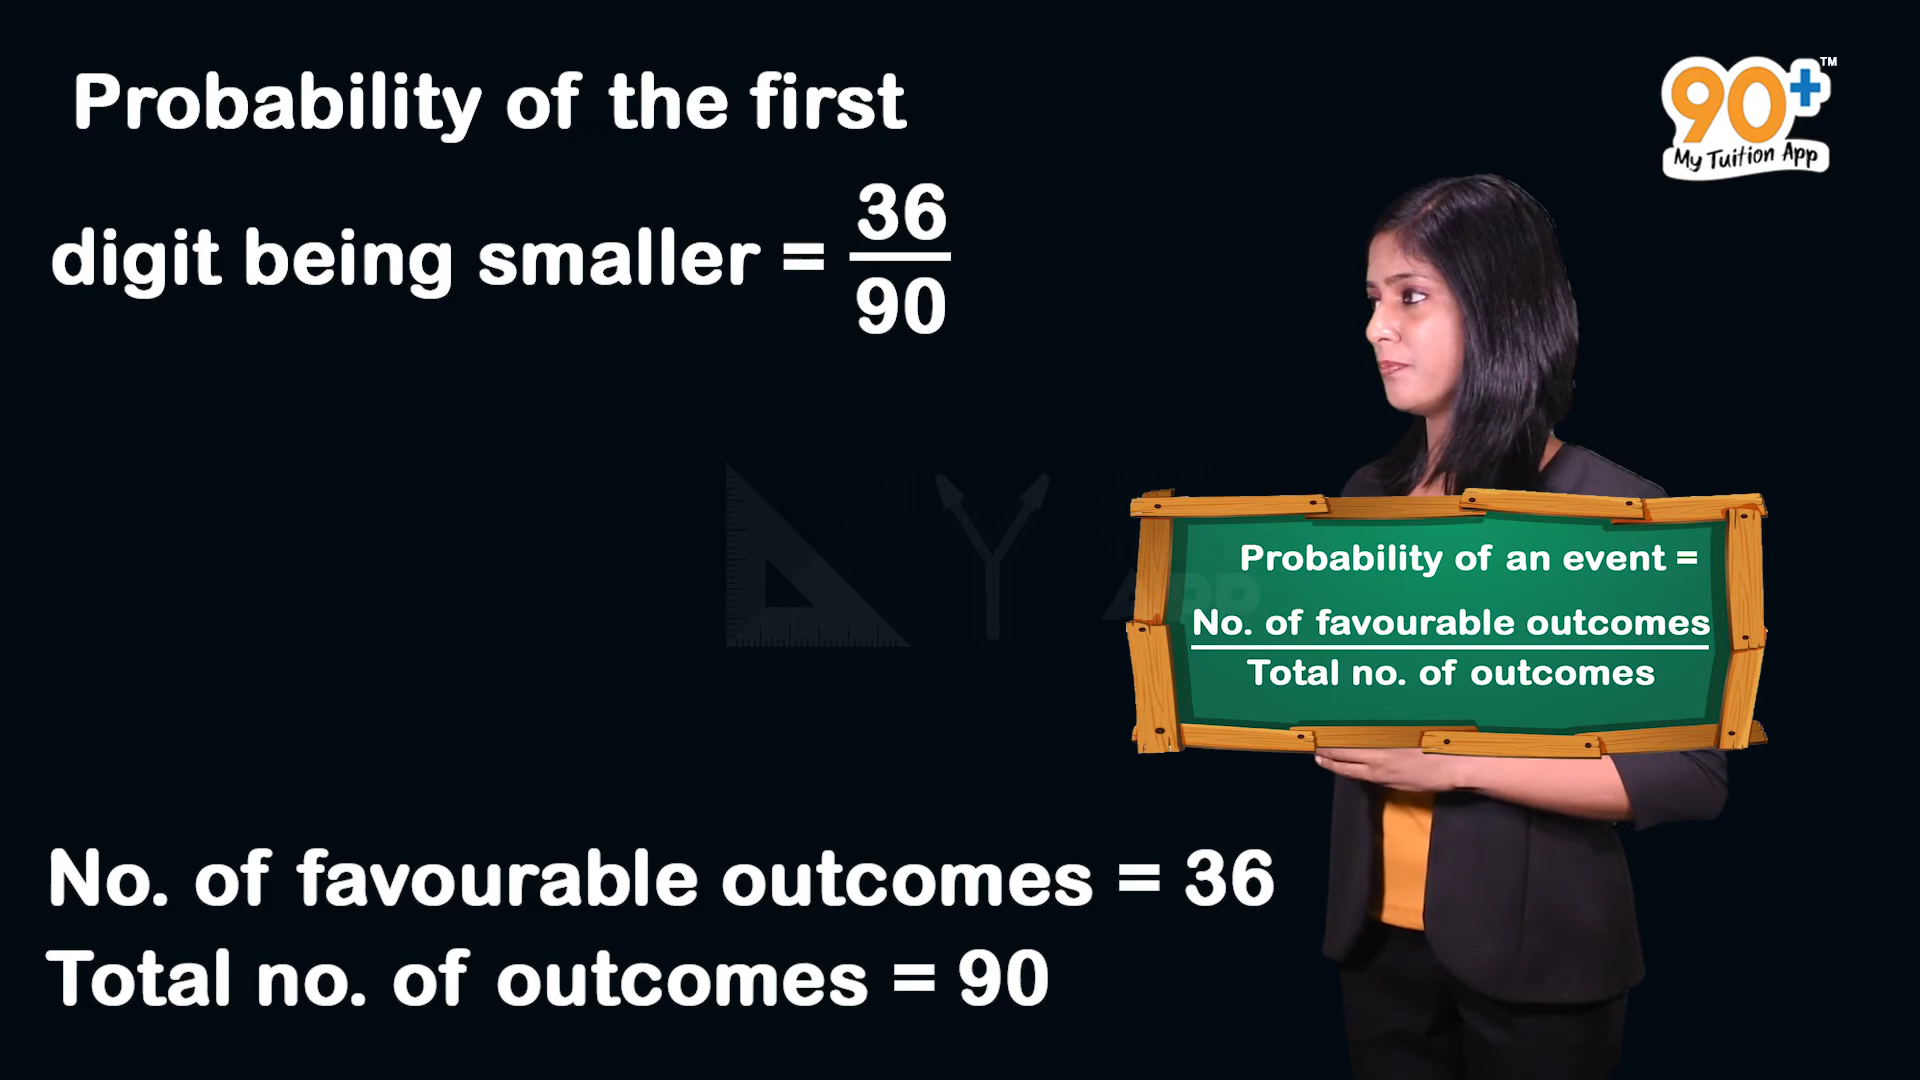 Probability of the first
digit being smaller = 36
90
90+™
My Tuition App
Probability of an event =
No. of favourable outcomes
Total no. of outcomes
No. of favourable outcomes = 36
Total no. of outcomes = 90